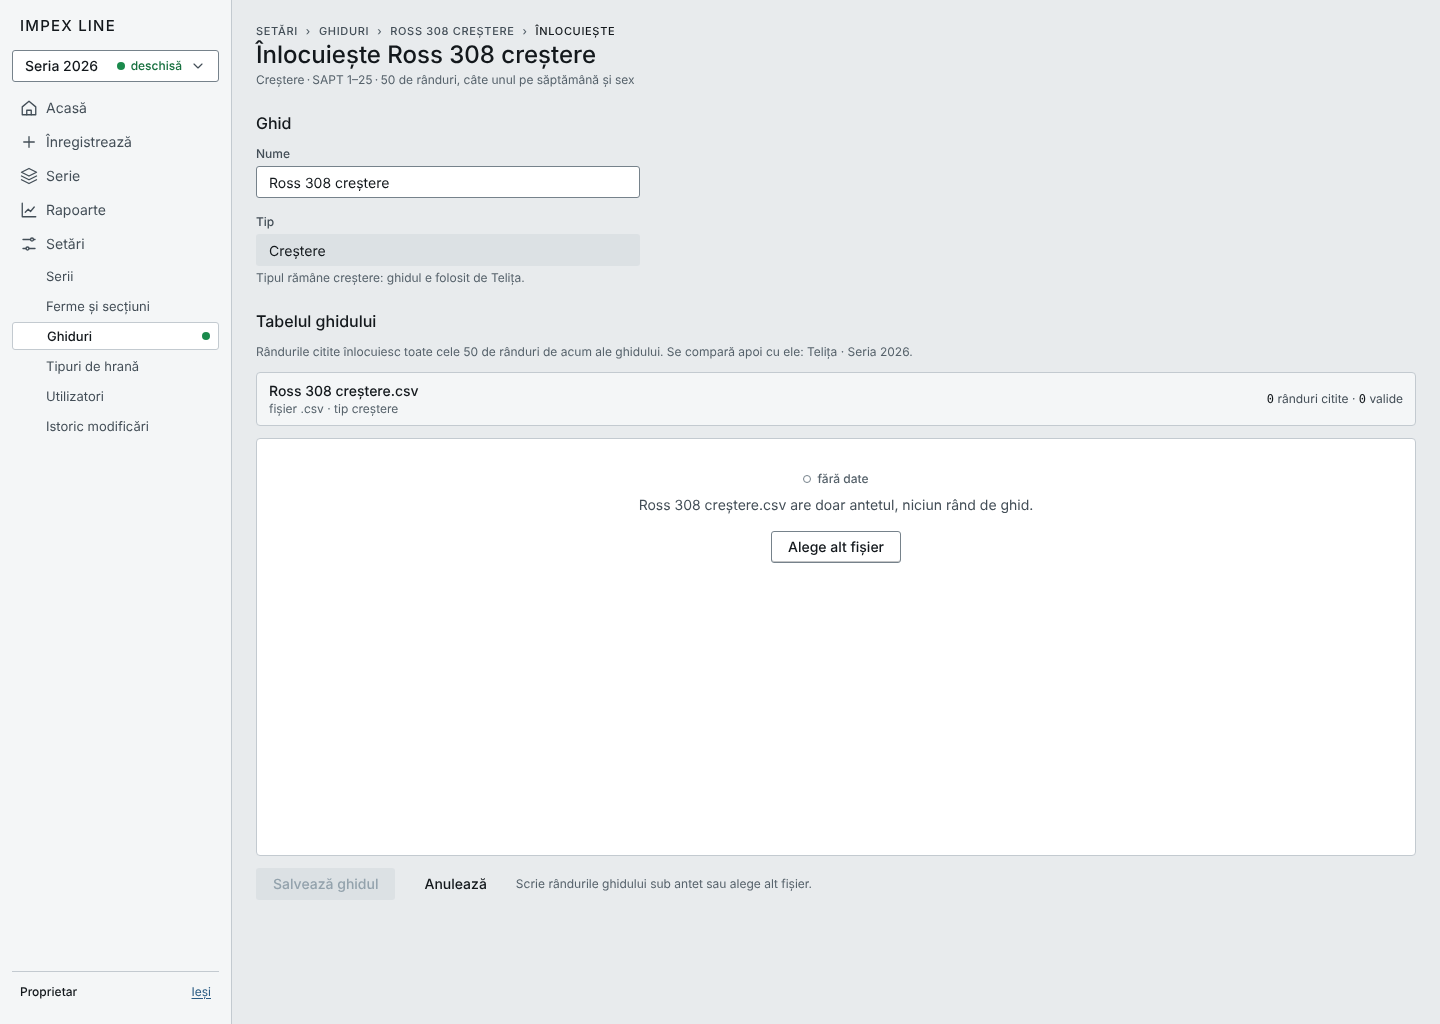 IMPEX LINE
Seria 2026 deschisă
Acasă
Înregistrează
Serie
Rapoarte
Setări
Serii
Ferme și secțiuni
Ghiduri
Tipuri de hrană
Utilizatori
Istoric modificări
Proprietar Ieși
SETĂRI › GHIDURI › ROSS 308 CREȘTERE › ÎNLOCUIEȘTE
Înlocuiește Ross 308 creștere
Creștere · SAPT 1–25 · 50 de rânduri, câte unul pe săptămână și sex
Ghid
Nume
Ross 308 creștere
Tip
Creștere
Tipul rămâne creștere: ghidul e folosit de Telița.
Tabelul ghidului
Rândurile citite înlocuiesc toate cele 50 de rânduri de acum ale ghidului. Se compară apoi cu ele: Telița · Seria 2026.
Ross 308 creștere.csv
fișier .csv · tip creștere
0 rânduri citite · 0 valide
fără date
Ross 308 creștere.csv are doar antetul, niciun rând de ghid.
Alege alt fișier
Salvează ghidul Anulează Scrie rândurile ghidului sub antet sau alege alt fișier.